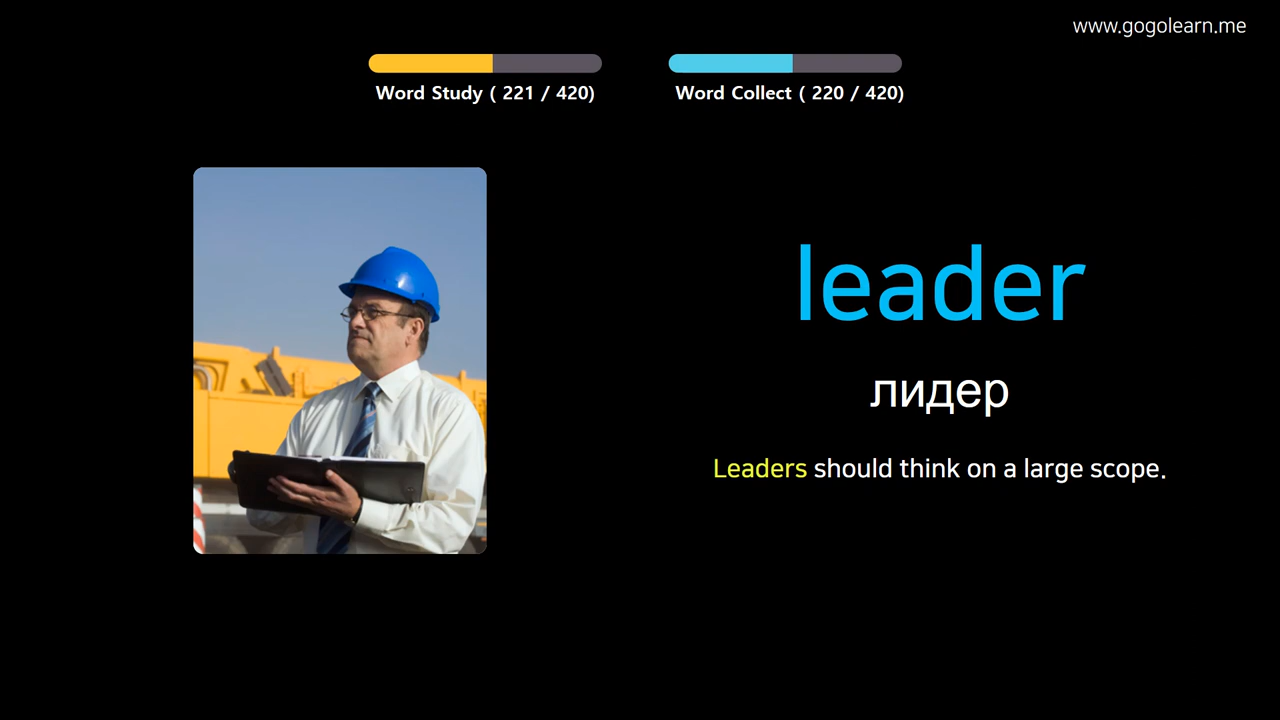 www.gogolearn.me
Word Study ( 221 / 420)
Word Collect ( 220 / 420)
leader
лидер
Leaders should think on a large scope.